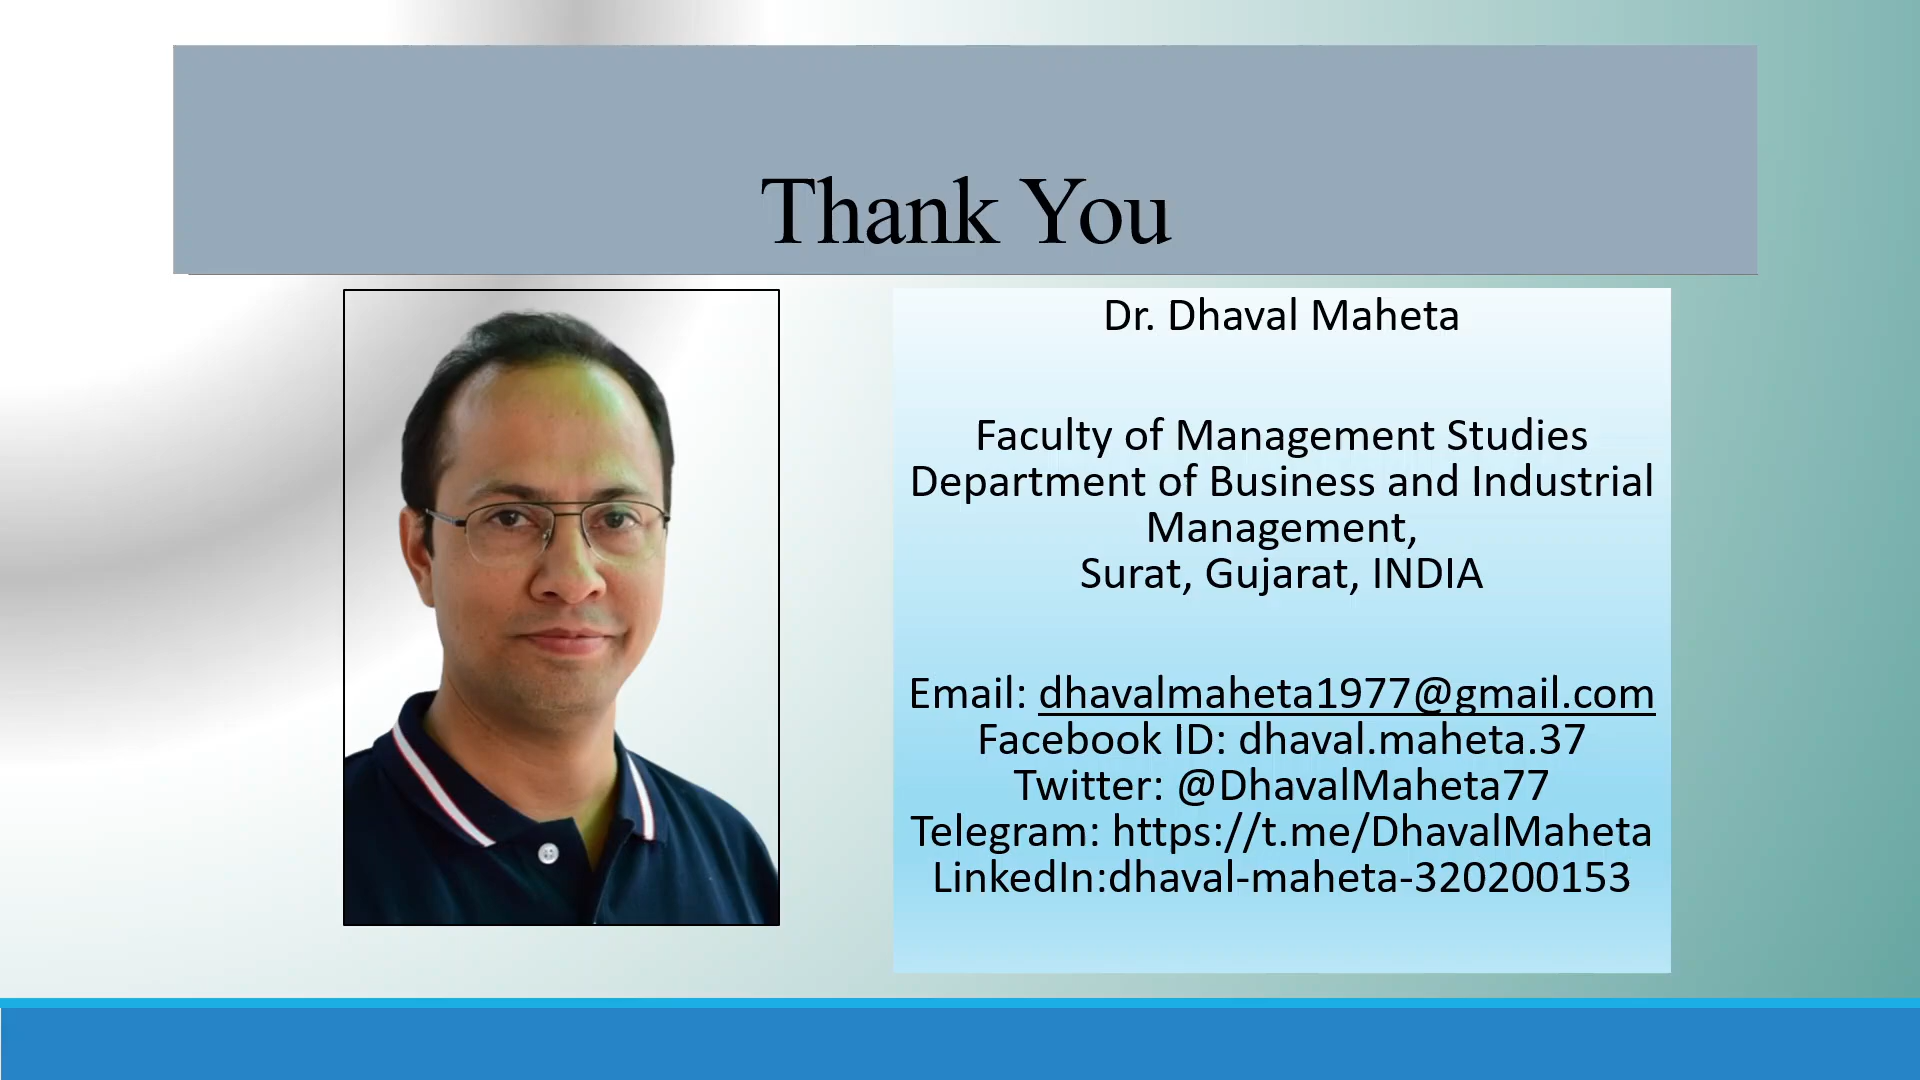 Thank You
Dr. Dhaval Maheta
Faculty of Management Studies
Department of Business and Industrial
Management,
Surat, Gujarat, INDIA
Email: dhavalmaheta1977@gmail.com
Facebook ID: dhaval.maheta.37
Twitter: @DhavalMaheta77
Telegram: https://t.me/DhavalMaheta
LinkedIn:dhaval-maheta-320200153